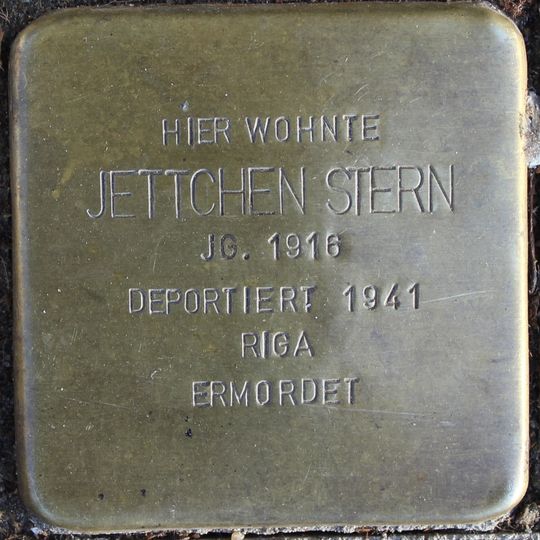 HIER WOHNTE
JETTCHEN STERN
JG. 1916
DEPORTIERT 1941
RIGA
ERMORDET